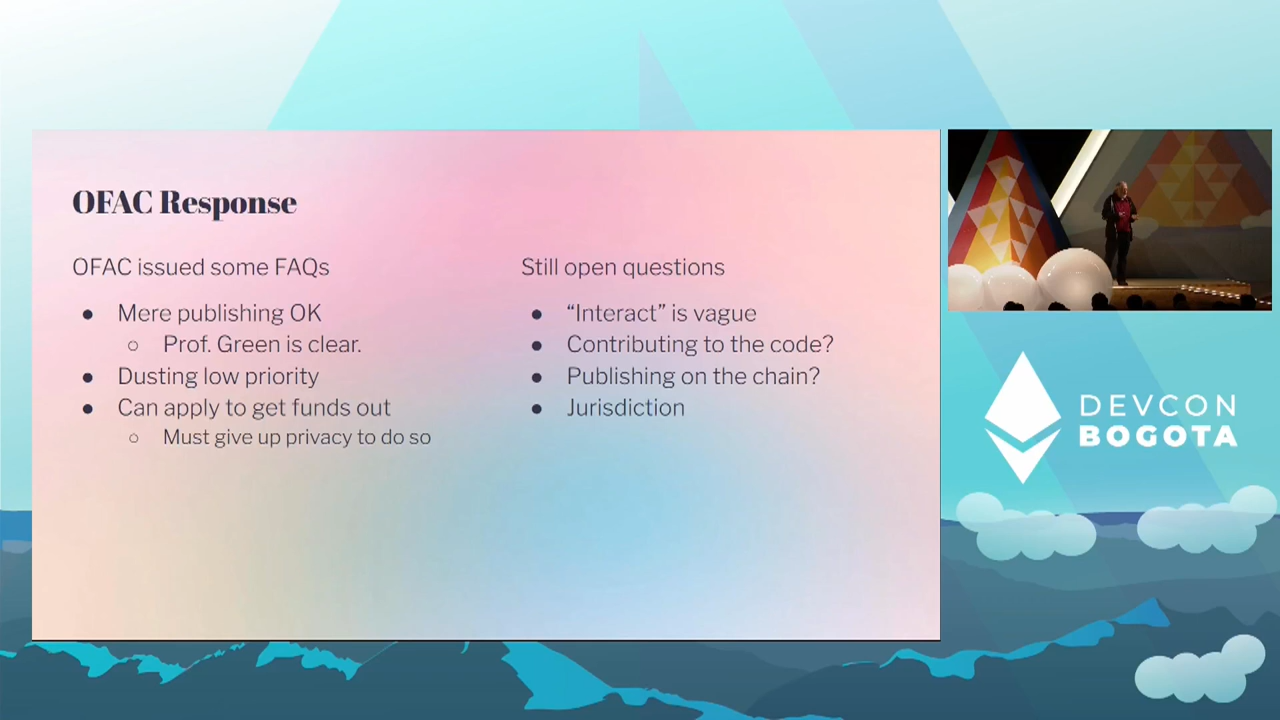 OFAC Response
OFAC issued some FAQs
● Mere publishing OK
○ Prof. Green is clear.
● Dusting low priority
● Can apply to get funds out
○ Must give up privacy to do so
Still open questions
● “Interact” is vague
● Contributing to the code?
● Publishing on the chain?
● Jurisdiction
DEVCON
BOGOTA